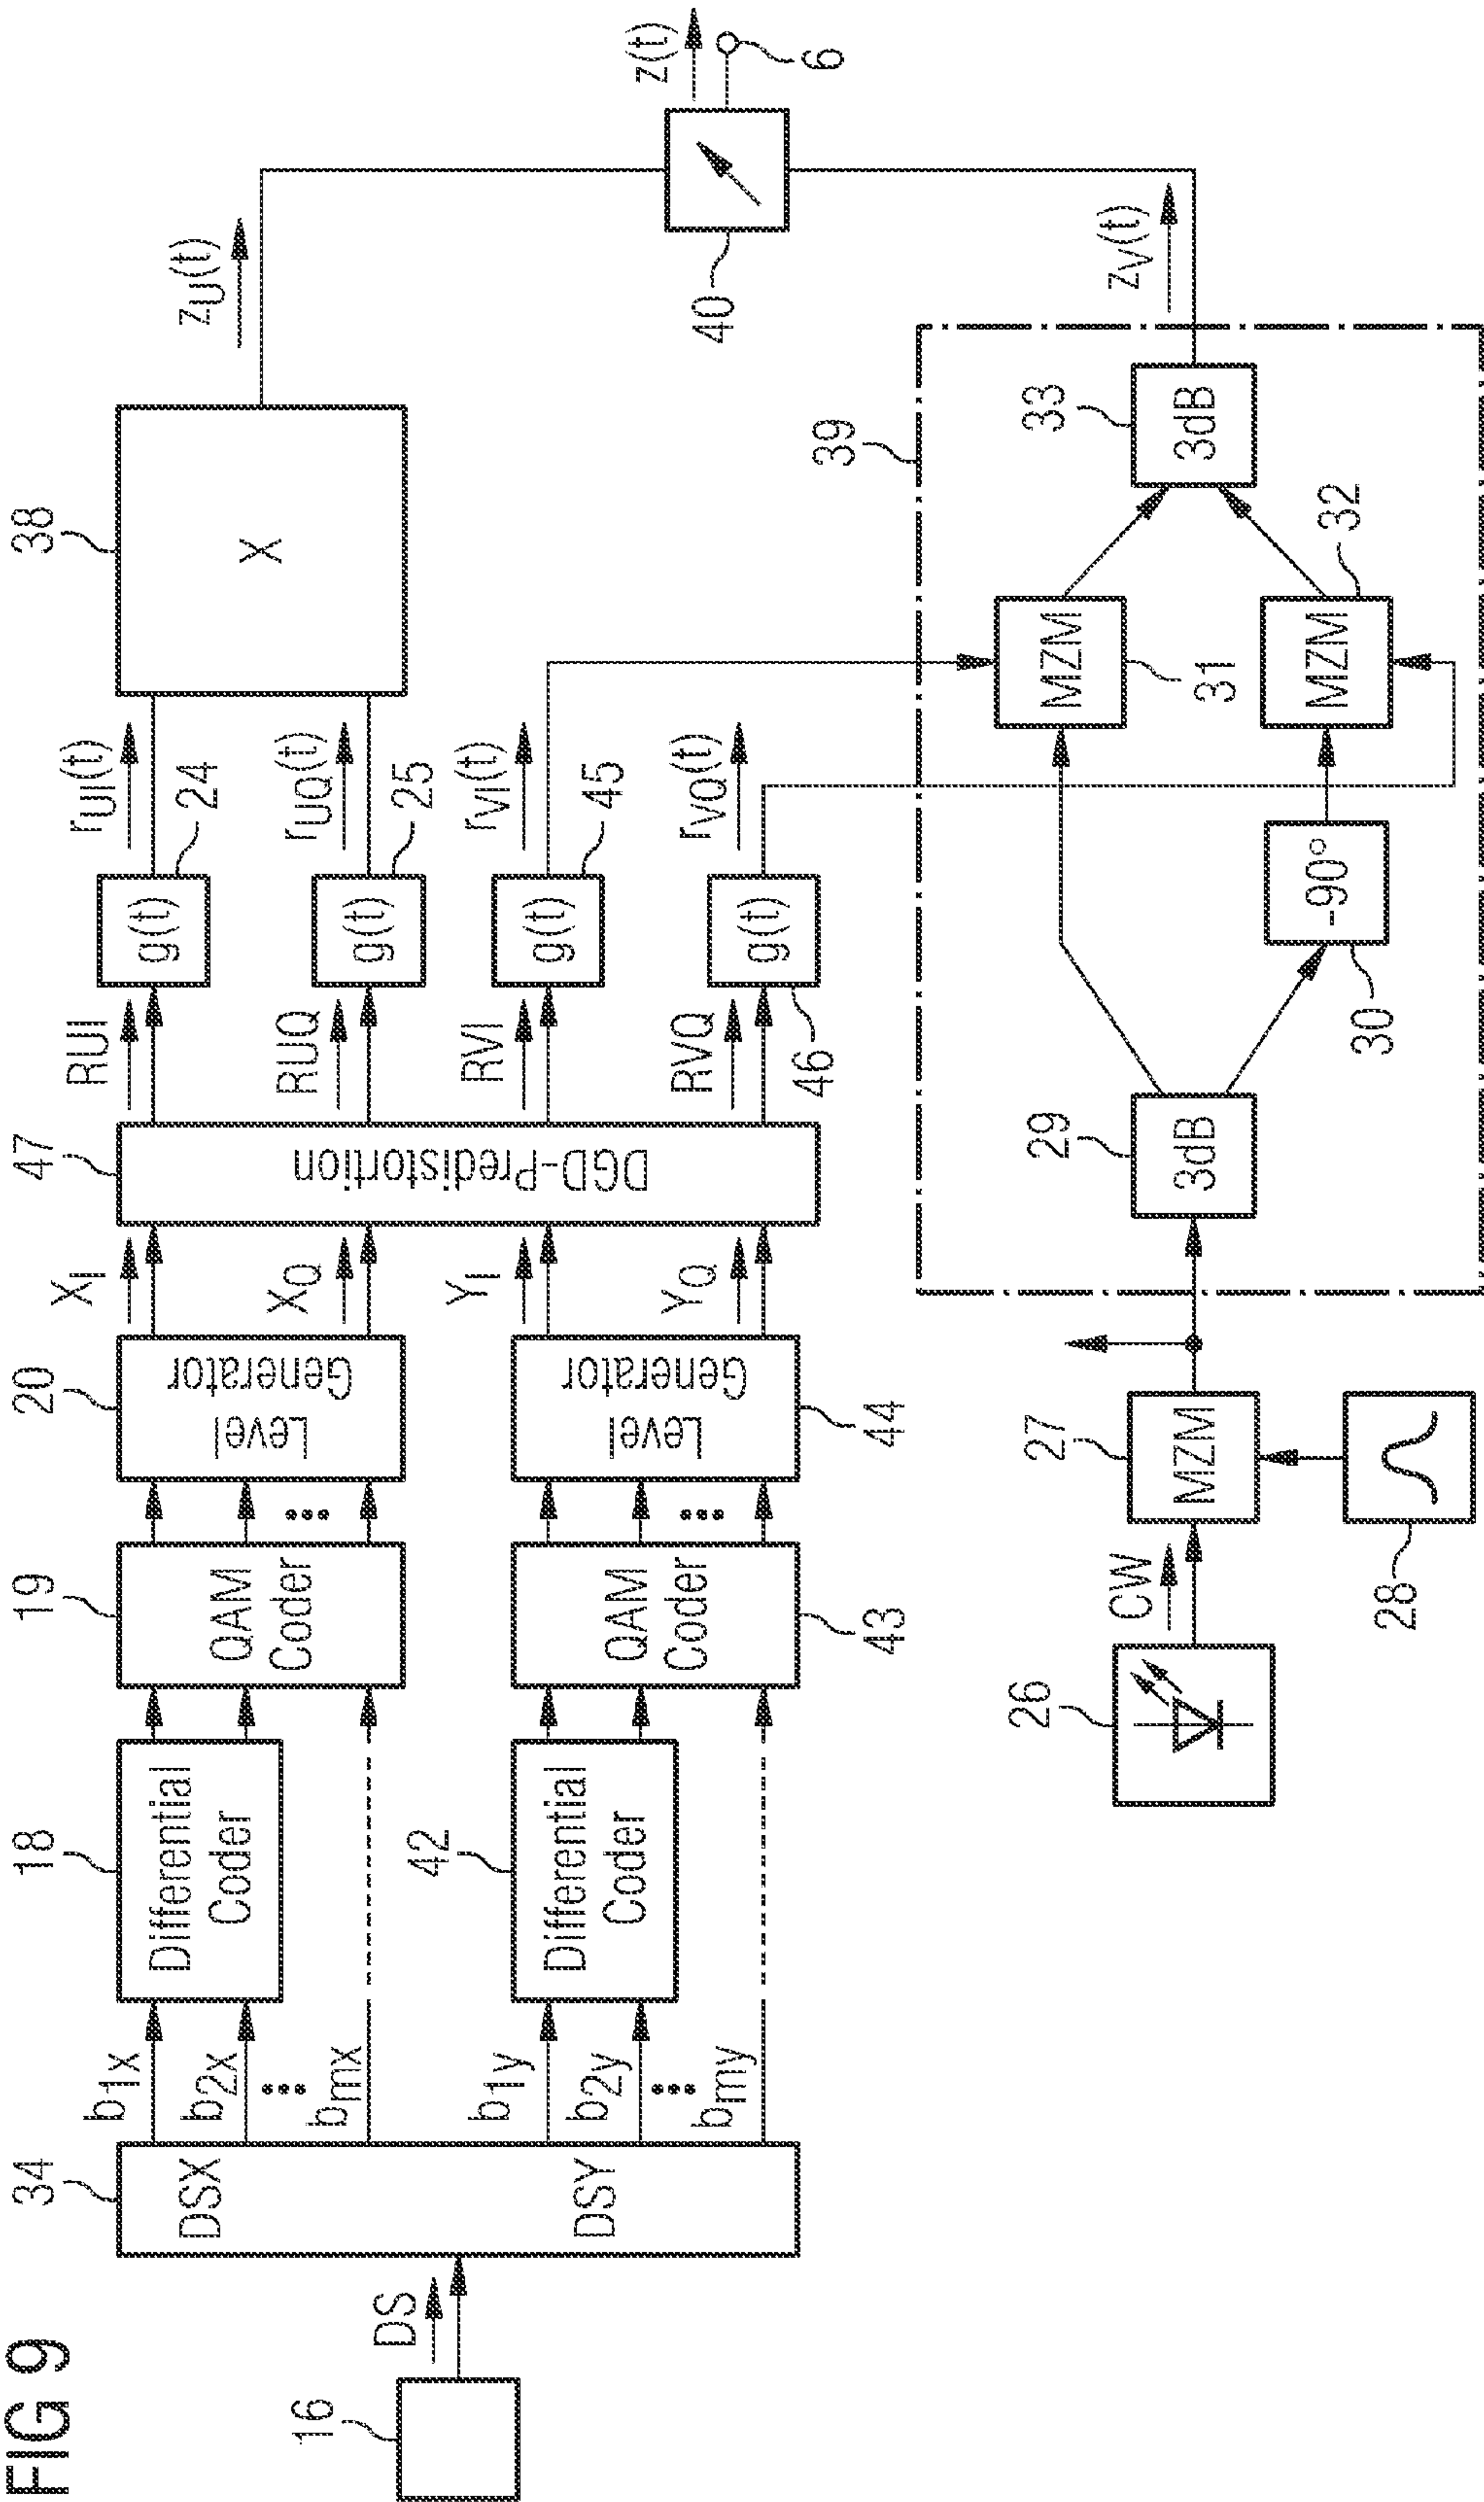 FIG 9
16
DS
34
DSX
DSY
b1x
b2x
bmx
b1y
b2y
bmy
18
Differential
Coder
42
Differential
Coder
19
QAM
Coder
43
QAM
Coder
20
Level
Generator
44
Level
Generator
XI
XQ
YI
YQ
47
DGD-Predistortion
RUI
RUQ
RVI
RVQ
g(t)
24
g(t)
25
g(t)
45
g(t)
46
rUI(t)
rUQ(t)
rVI(t)
rVQ(t)
38
X
zU(t)
40
z(t)
6
zV(t)
26
CW
27
MZM
28
29
3dB
30
-90°
MZM
31
MZM
32
33
3dB
39